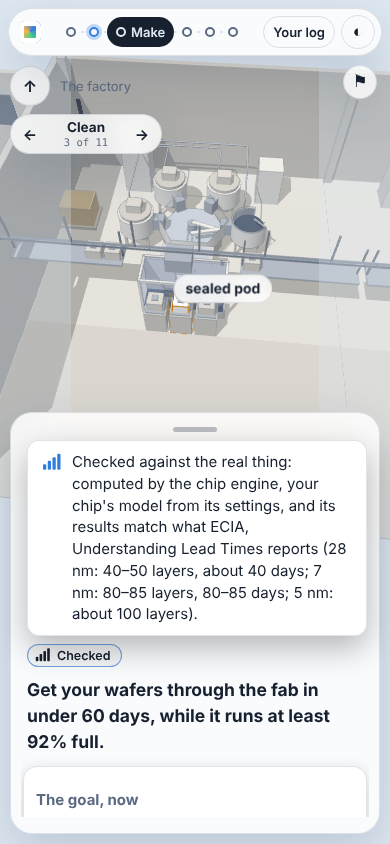 Make
Your log
The factory
Clean
3 of 11
sealed pod
Checked against the real thing:
computed by the chip engine, your
chip's model from its settings, and its
results match what ECIA,
Understanding Lead Times reports (28
nm: 40–50 layers, about 40 days; 7
nm: 80–85 layers, 80–85 days; 5 nm:
about 100 layers).
Checked
Get your wafers through the fab in
under 60 days, while it runs at least
92% full.
The goal, now